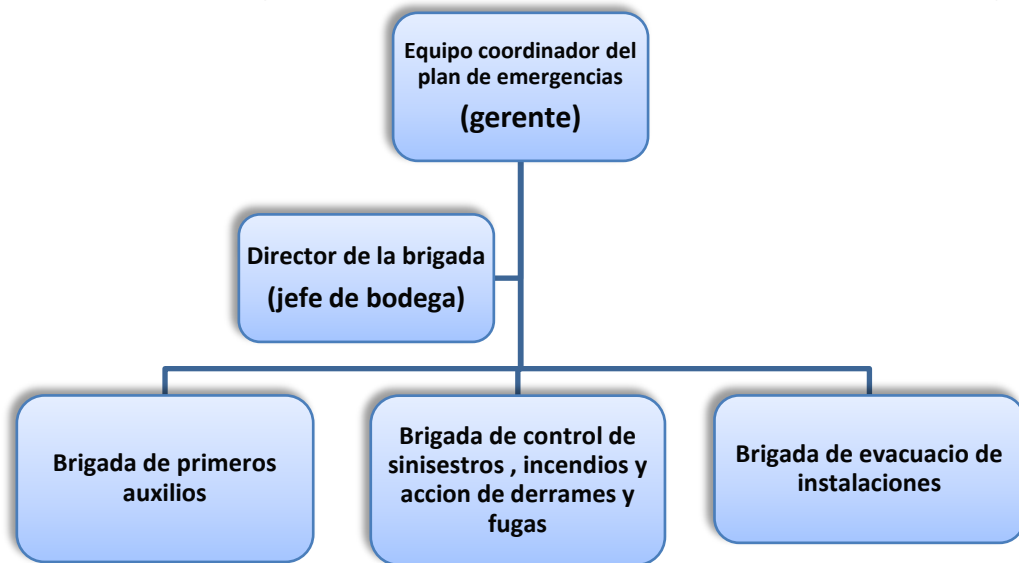 Equipo coordinador del
plan de emergencias
(gerente)
Director de la brigada
(jefe de bodega)
Brigada de primeros
auxilios
Brigada de control de
sinisestros , incendios y
accion de derrames y
fugas
Brigada de evacuacio de
instalaciones